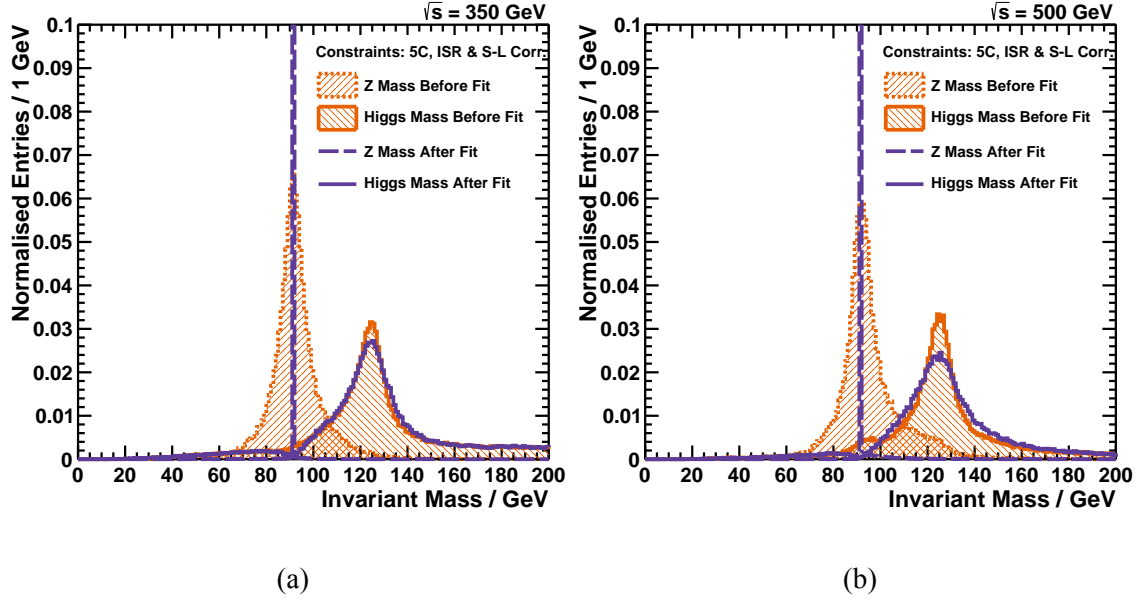 √s = 350 GeV
Normalised Entries / 1 GeV
0.1
0.09
0.08
0.07
0.06
0.05
0.04
0.03
0.02
0.01
0
Constraints: 5C, ISR & S-L Corr.
Z Mass Before Fit
Higgs Mass Before Fit
Z Mass After Fit
Higgs Mass After Fit
0 20 40 60 80 100 120 140 160 180 200
Invariant Mass / GeV
(a)
√s = 500 GeV
Normalised Entries / 1 GeV
0.1
0.09
0.08
0.07
0.06
0.05
0.04
0.03
0.02
0.01
0
Constraints: 5C, ISR & S-L Corr.
Z Mass Before Fit
Higgs Mass Before Fit
Z Mass After Fit
Higgs Mass After Fit
0 20 40 60 80 100 120 140 160 180 200
Invariant Mass / GeV
(b)